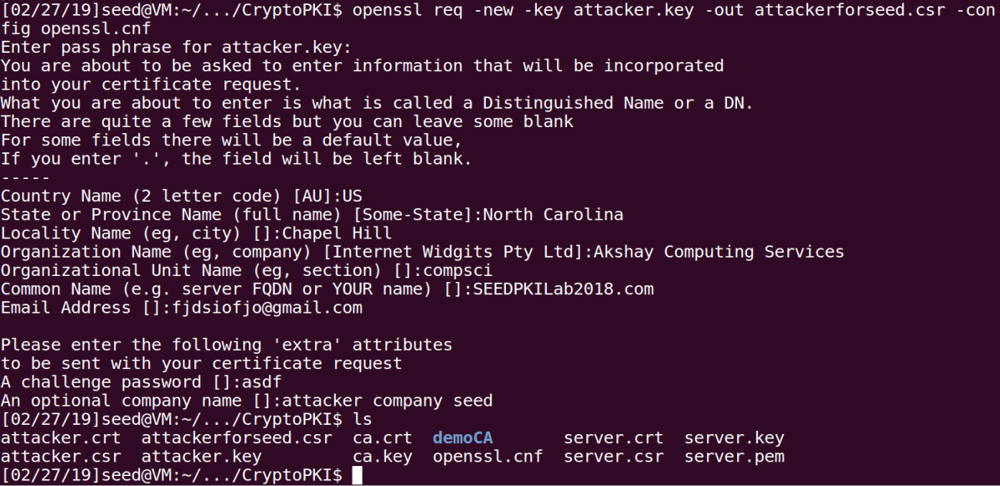 [02/27/19]seed@VM:~/.../CryptoPKI$ openssl req -new -key attacker.key -out attackerforseed.csr -con
fig openssl.cnf
Enter pass phrase for attacker.key:
You are about to be asked to enter information that will be incorporated
into your certificate request.
What you are about to enter is what is called a Distinguished Name or a DN.
There are quite a few fields but you can leave some blank
For some fields there will be a default value,
If you enter '.', the field will be left blank.
-----
Country Name (2 letter code) [AU]:US
State or Province Name (full name) [Some-State]:North Carolina
Locality Name (eg, city) []:Chapel Hill
Organization Name (eg, company) [Internet Widgits Pty Ltd]:Akshay Computing Services
Organizational Unit Name (eg, section) []:compsci
Common Name (e.g. server FQDN or YOUR name) []:SEEDPKILab2018.com
Email Address []:fjdsiofjo@gmail.com

Please enter the following 'extra' attributes
to be sent with your certificate request
A challenge password []:asdf
An optional company name []:attacker company seed
[02/27/19]seed@VM:~/.../CryptoPKI$ ls
attacker.crt  attackerforseed.csr  ca.crt  demoCA       server.crt  server.key
attacker.csr  attacker.key         ca.key  openssl.cnf  server.csr  server.pem
[02/27/19]seed@VM:~/.../CryptoPKI$